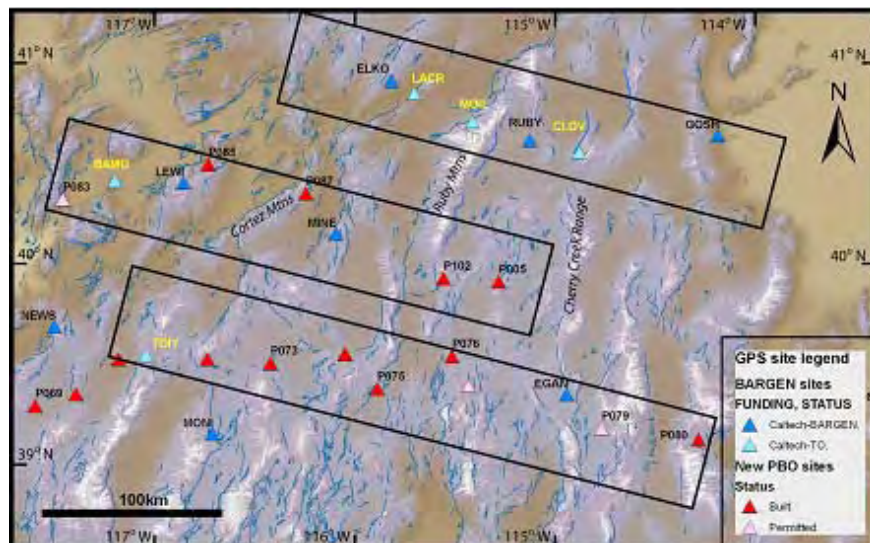 117°W
115°W
114°W
41°N
41°N
ELKO
LACR
MOIL
RUBY
CLOV
GOSH
N
BAMO
LEWI
P085
P083
P087
Ruby Mtns
Cortez Mtns
MINE
Cherry Creek Range
40°N
40°N
P102
P005
NEWS
TOIY
P073
P076
P075
EGAN
P069
MONI
P079
P080
39°N
100km
117°W
116°W
115°W
GPS site legend
BARGEN sites
FUNDING, STATUS
Caltech-BARGEN,
Caltech-TO,
New PBO sites
Status
Built
Permitted